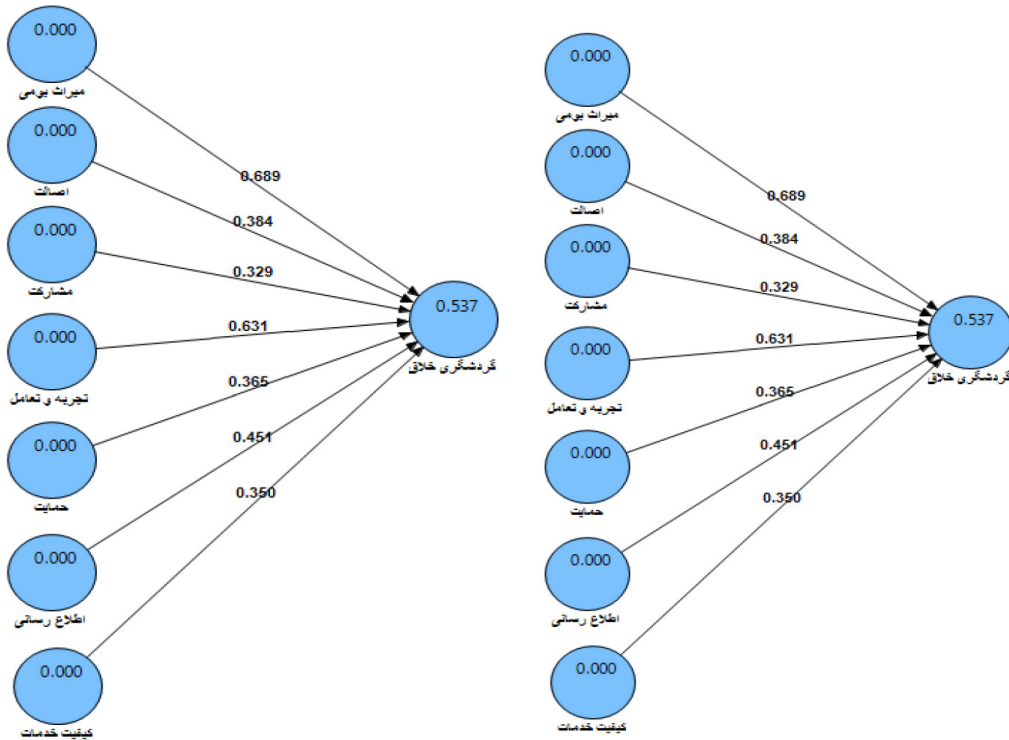 0.000
میراث بومی
0.000
اصالت
0.000
مشارکت
0.000
تجربه و تعامل
0.000
حمایت
0.000
اطلاع رسانی
0.000
کیفیت خدمات
0.689
0.384
0.329
0.631
0.365
0.451
0.350
0.537
گردشگری خلاق
0.000
میراث بومی
0.000
اصالت
0.000
مشارکت
0.000
تجربه و تعامل
0.000
حمایت
0.000
اطلاع رسانی
0.000
کیفیت خدمات
0.689
0.384
0.329
0.631
0.365
0.451
0.350
0.537
گردشگری خلاق